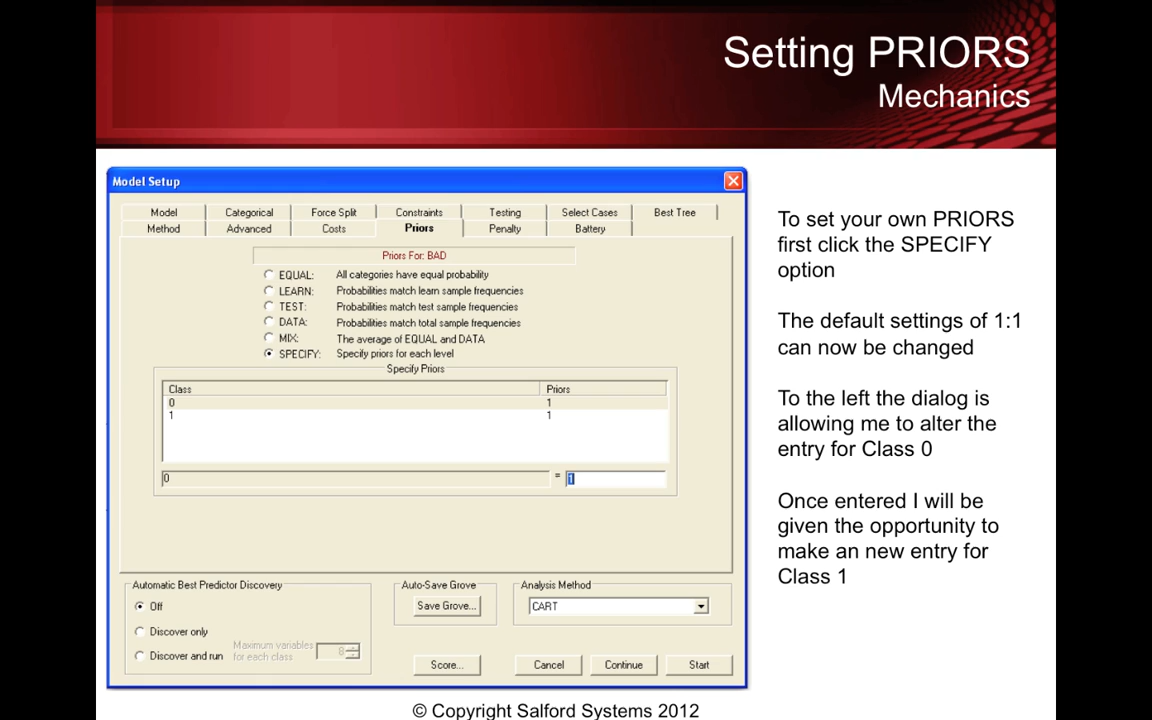 Setting PRIORS
Mechanics
Model Setup
Model Categorical Force Split Constraints Testing Select Cases Best Tree
Method Advanced Costs Priors Penalty Battery
Priors For: BAD
EQUAL: All categories have equal probability
LEARN: Probabilities match learn sample frequencies
TEST: Probabilities match test sample frequencies
DATA: Probabilities match total sample frequencies
MIX: The average of EQUAL and DATA
SPECIFY: Specify priors for each level
Specify Priors
Class Priors
0 1
1 1
0 = 1
Automatic Best Predictor Discovery
Off
Discover only
Discover and run
Maximum variables
for each class
8
Auto-Save Grove
Save Grove...
Analysis Method
CART
Score... Cancel Continue Start
To set your own PRIORS
first click the SPECIFY
option
The default settings of 1:1
can now be changed
To the left the dialog is
allowing me to alter the
entry for Class 0
Once entered I will be
given the opportunity to
make an new entry for
Class 1
© Copyright Salford Systems 2012